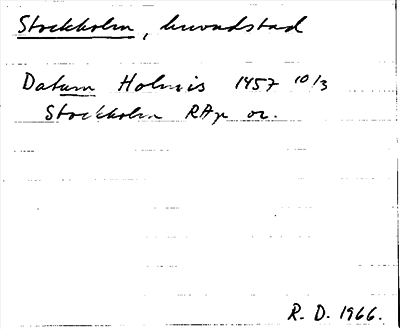 Stockholm, huvudstad
Datum Holmis 1457 10/3
Stockholm RAp or.
R. D. 1966.